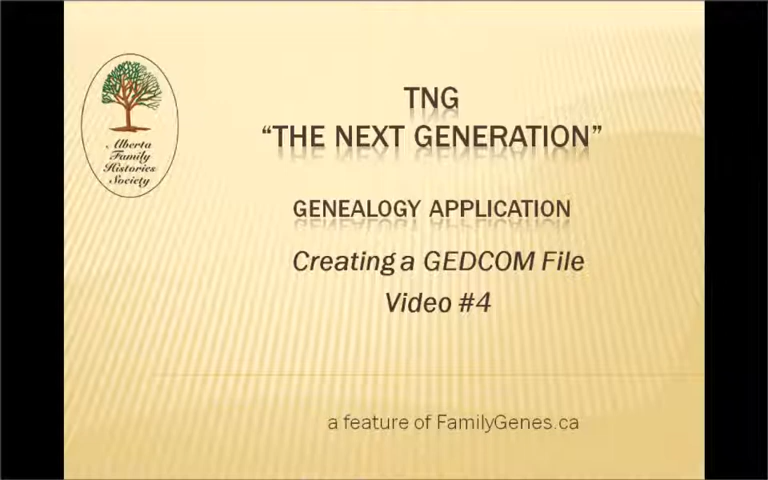 Alberta
Family
Histories
Society
TNG
“THE NEXT GENERATION”
GENEALOGY APPLICATION
Creating a GEDCOM File
Video #4
a feature of FamilyGenes.ca